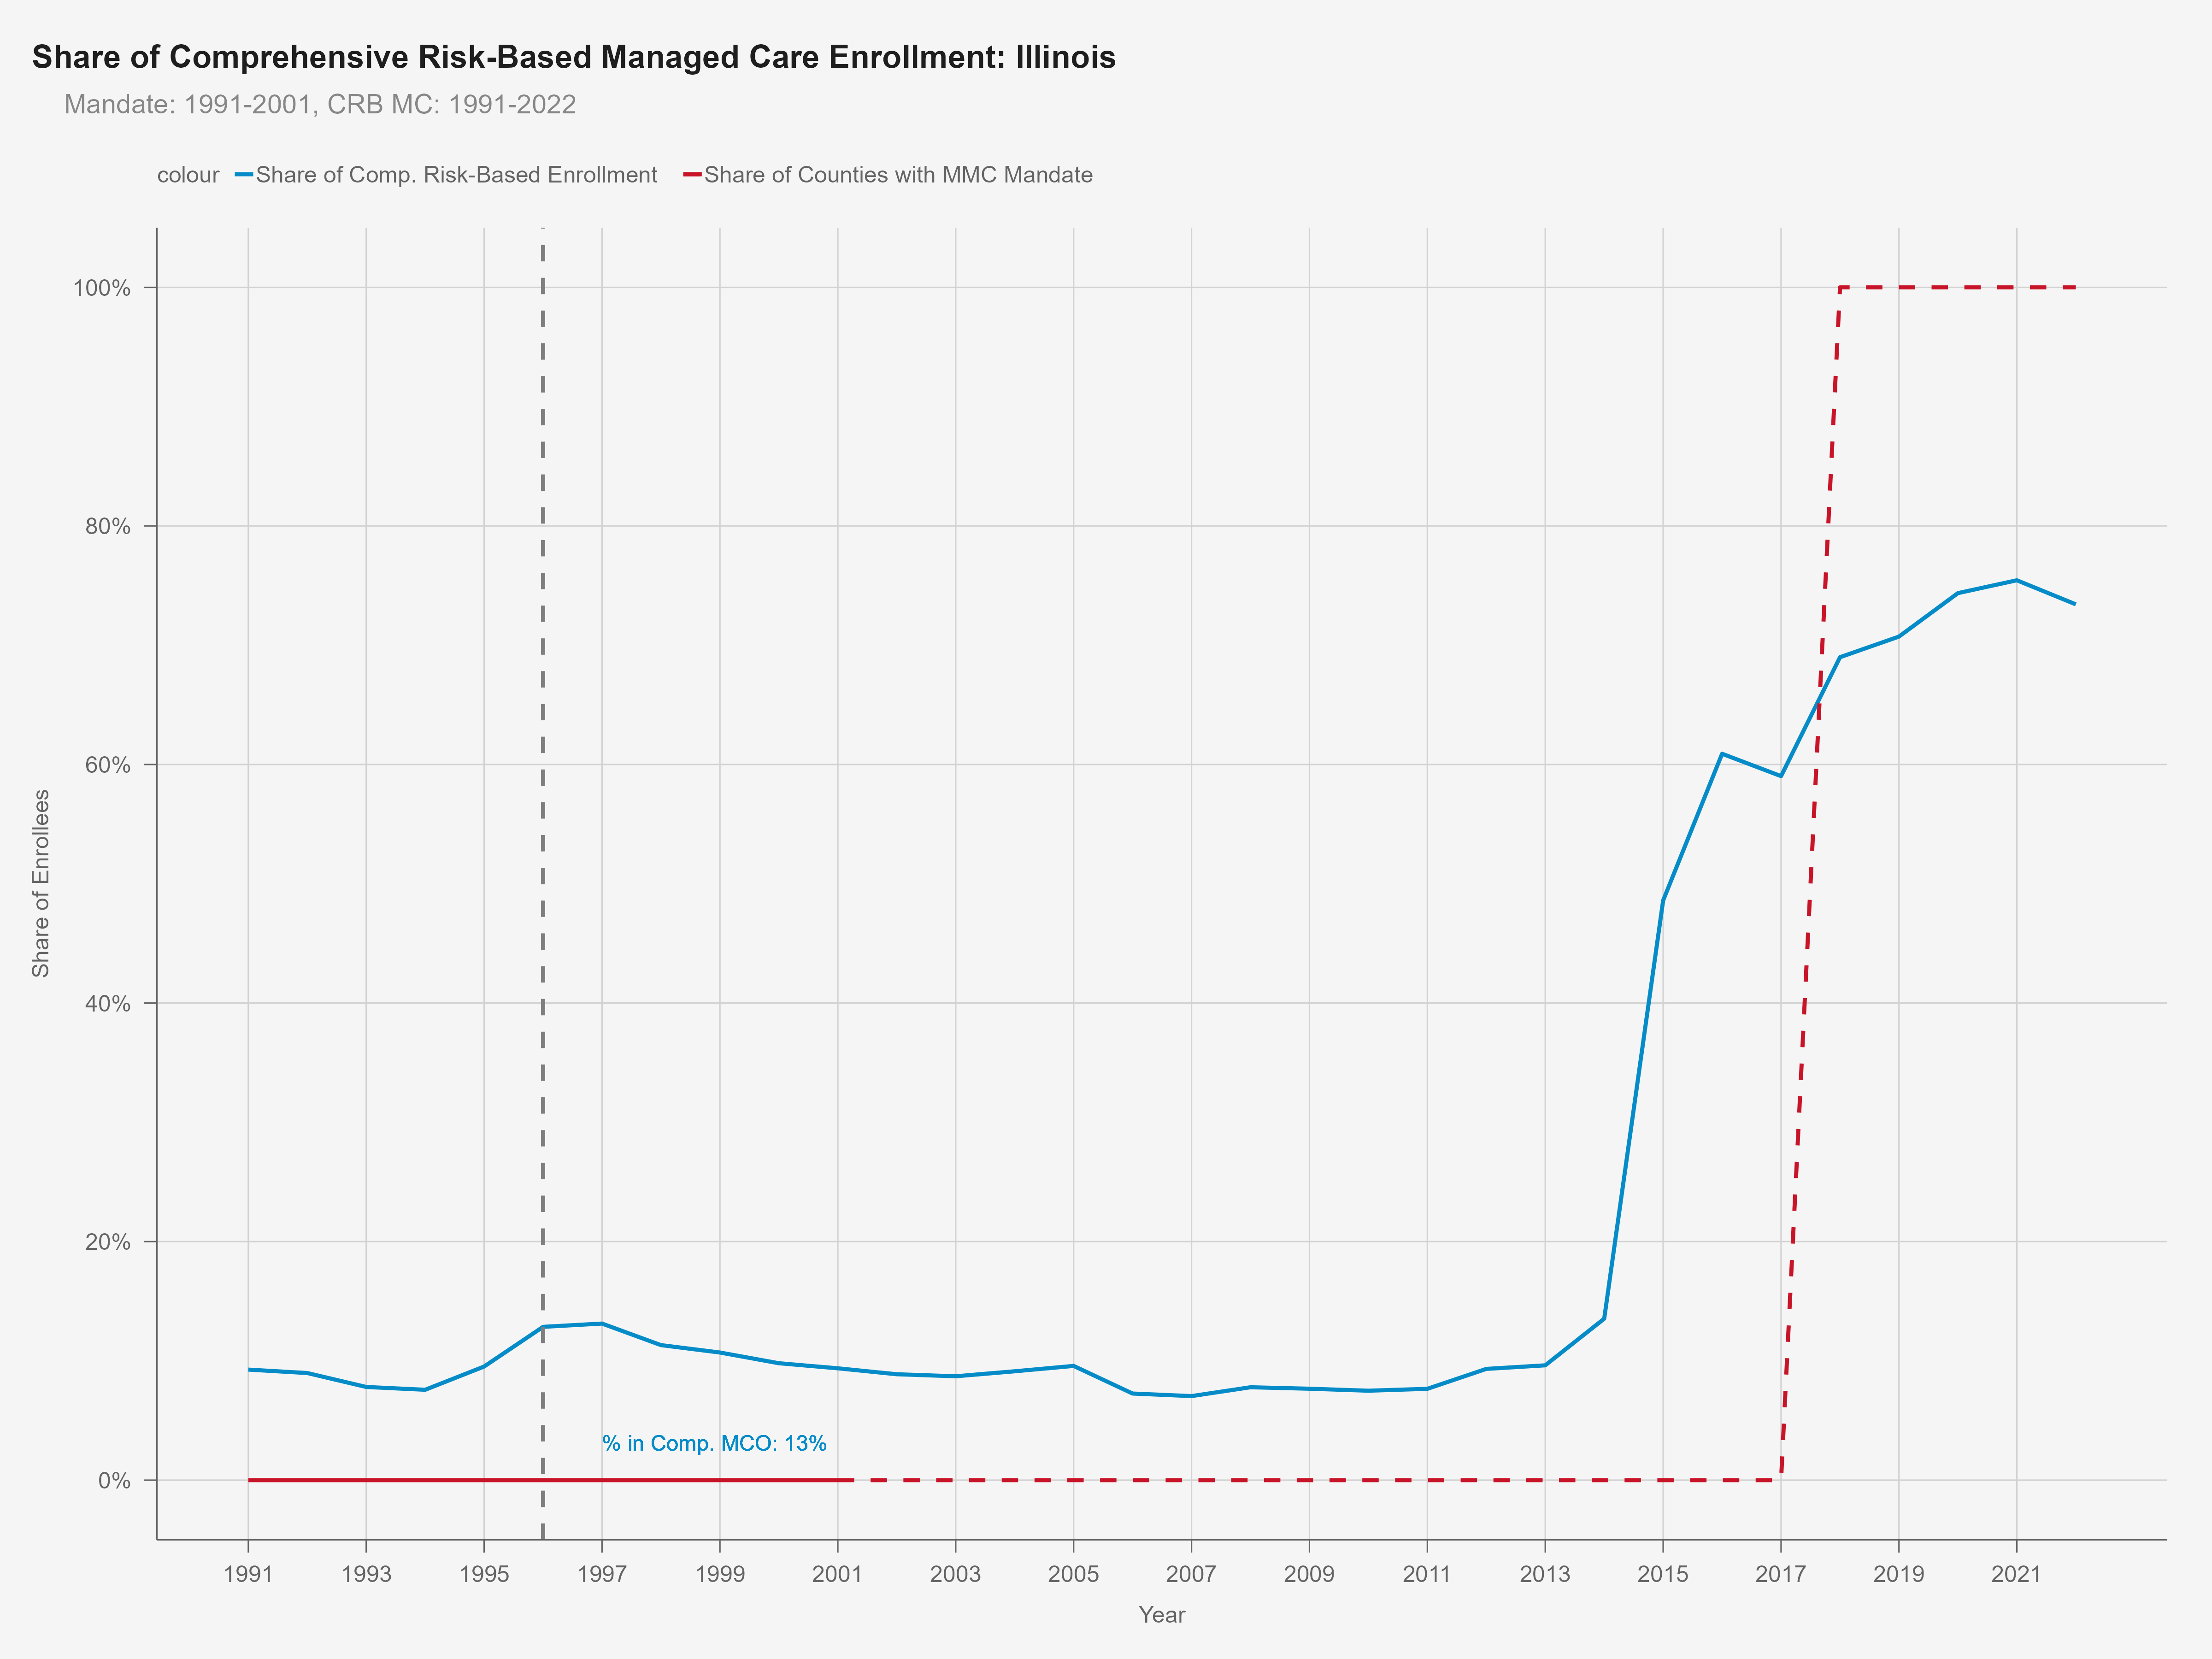 Share of Comprehensive Risk-Based Managed Care Enrollment: Illinois
Mandate: 1991-2001, CRB MC: 1991-2022
colour Share of Comp. Risk-Based Enrollment Share of Counties with MMC Mandate
100%
80%
60%
40%
20%
0%
Share of Enrollees
% in Comp. MCO: 13%
1991 1993 1995 1997 1999 2001 2003 2005 2007 2009 2011 2013 2015 2017 2019 2021
Year